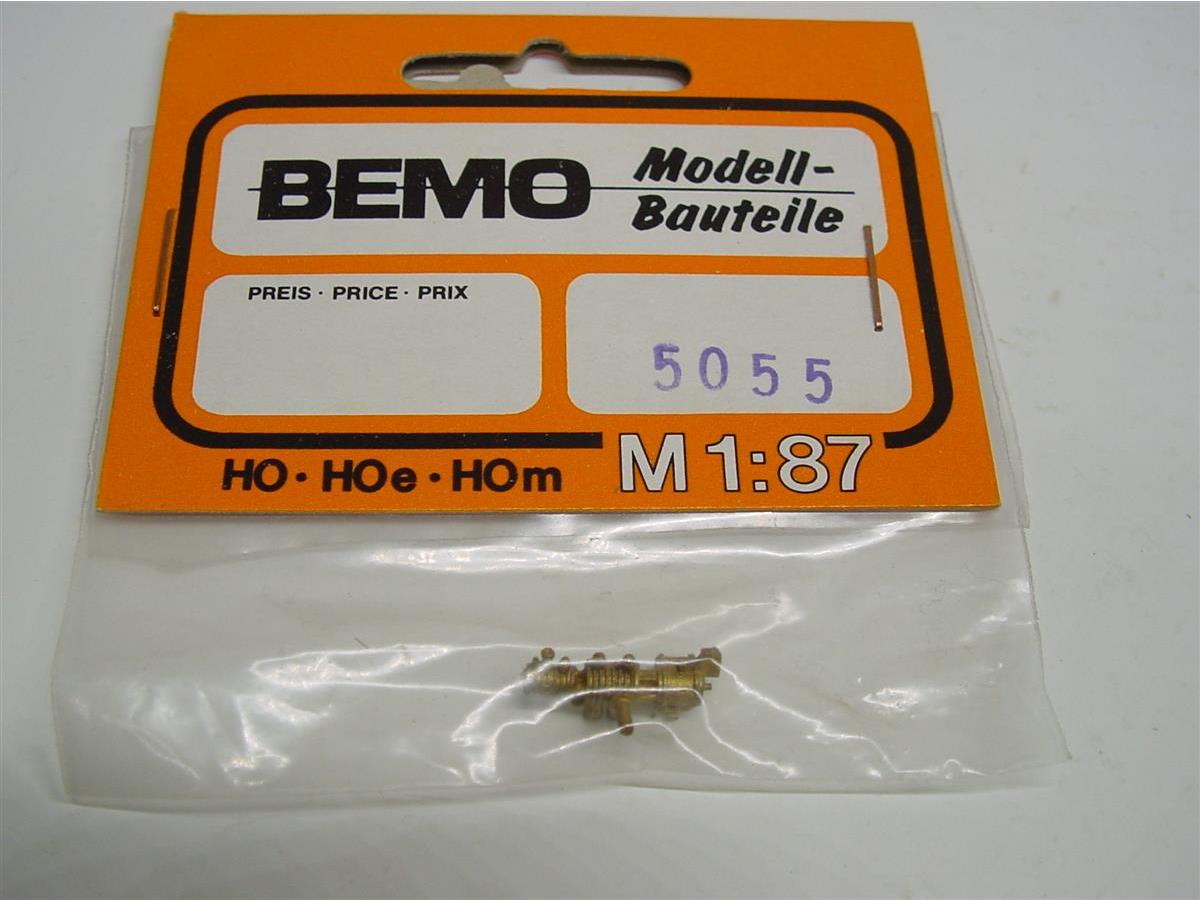 BEMO Modell-
Bauteile
PREIS · PRICE · PRIX
5055
HO · HOe · HOm
M 1:87